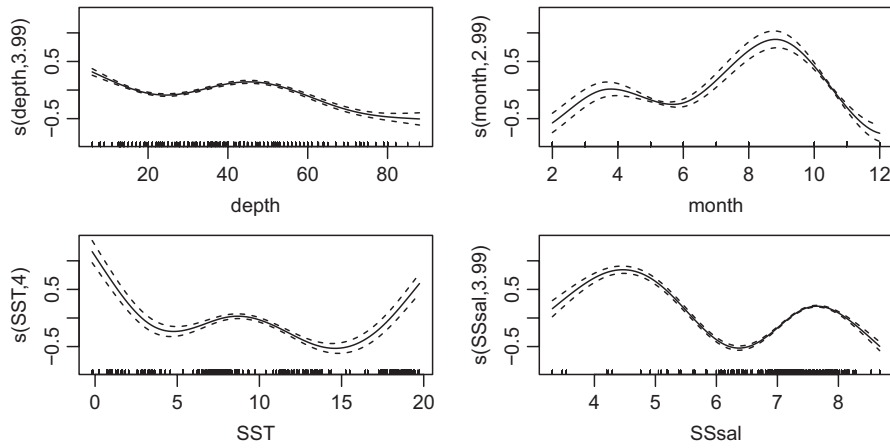 s(depth,3.99)
0.5
−0.5
20 40 60 80
depth
s(month,2.99)
0.5
−0.5
2 4 6 8 10 12
month
s(SST,4)
0.5
−0.5
0 5 10 15 20
SST
s(SSsal,3.99)
0.5
−0.5
4 5 6 7 8
SSsal